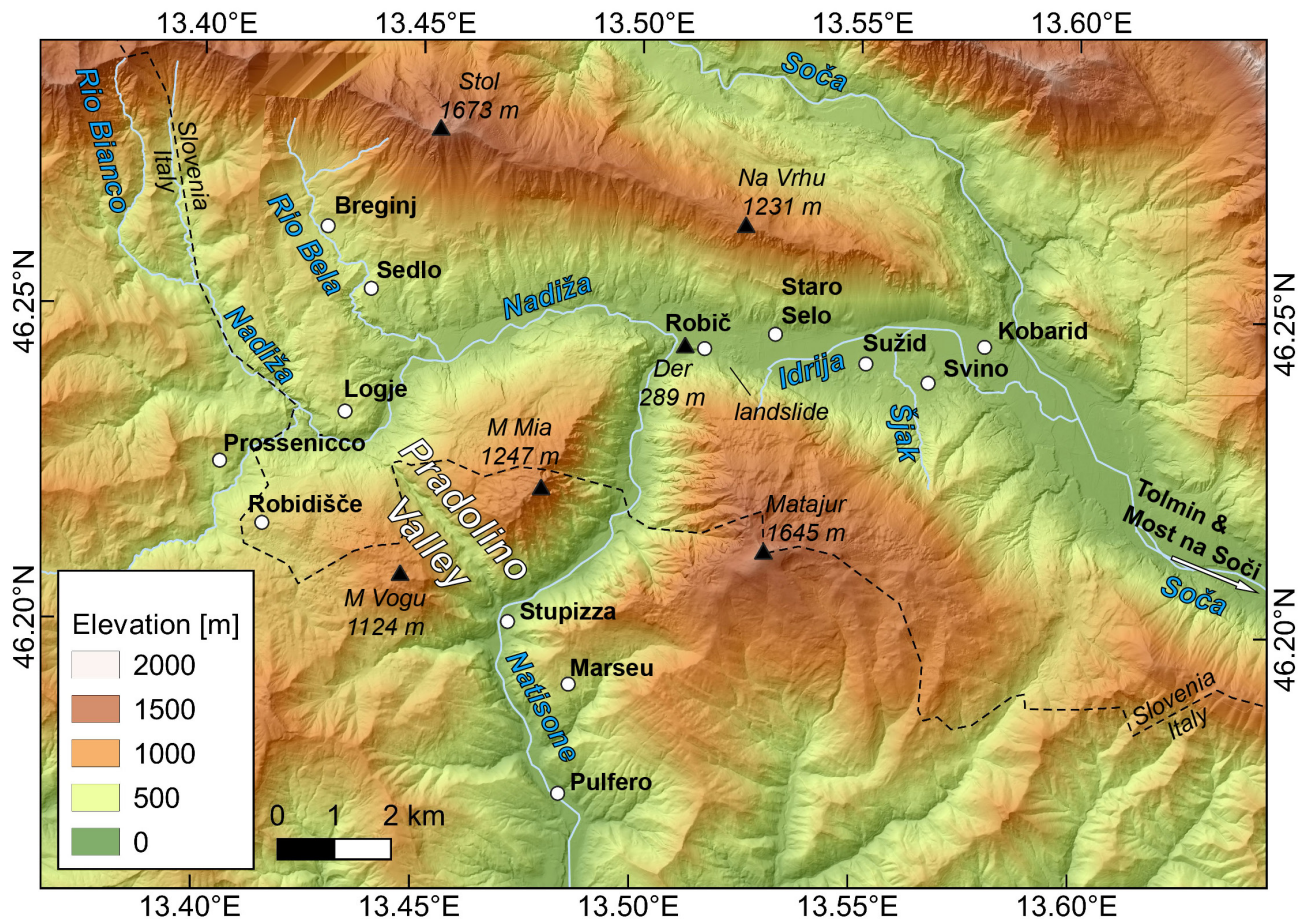 13.40°E
13.45°E
13.50°E
13.55°E
13.60°E
Rio Bianco
Slovenia
Italy
Stol
1673 m
Soča
Na Vrhu
1231 m
Breginj
Rio Bela
Sedlo
46.25°N
46.25°N
Nadiža
Nadiža
Staro
Selo
Robič
Der
289 m
Idrija
Sužid
Kobarid
Svino
landslide
Šjak
Logje
Prossenicco
M Mia
1247 m
Pradolino
Valley
Robidišče
Matajur
1645 m
Tolmin &
Most na Soči
Soča
M Vogu
1124 m
Stupizza
46.20°N
46.20°N
Marseu
Natisone
Slovenia
Italy
Pulfero
Elevation [m]
2000
1500
1000
500
0
0 1 2 km
13.40°E
13.45°E
13.50°E
13.55°E
13.60°E